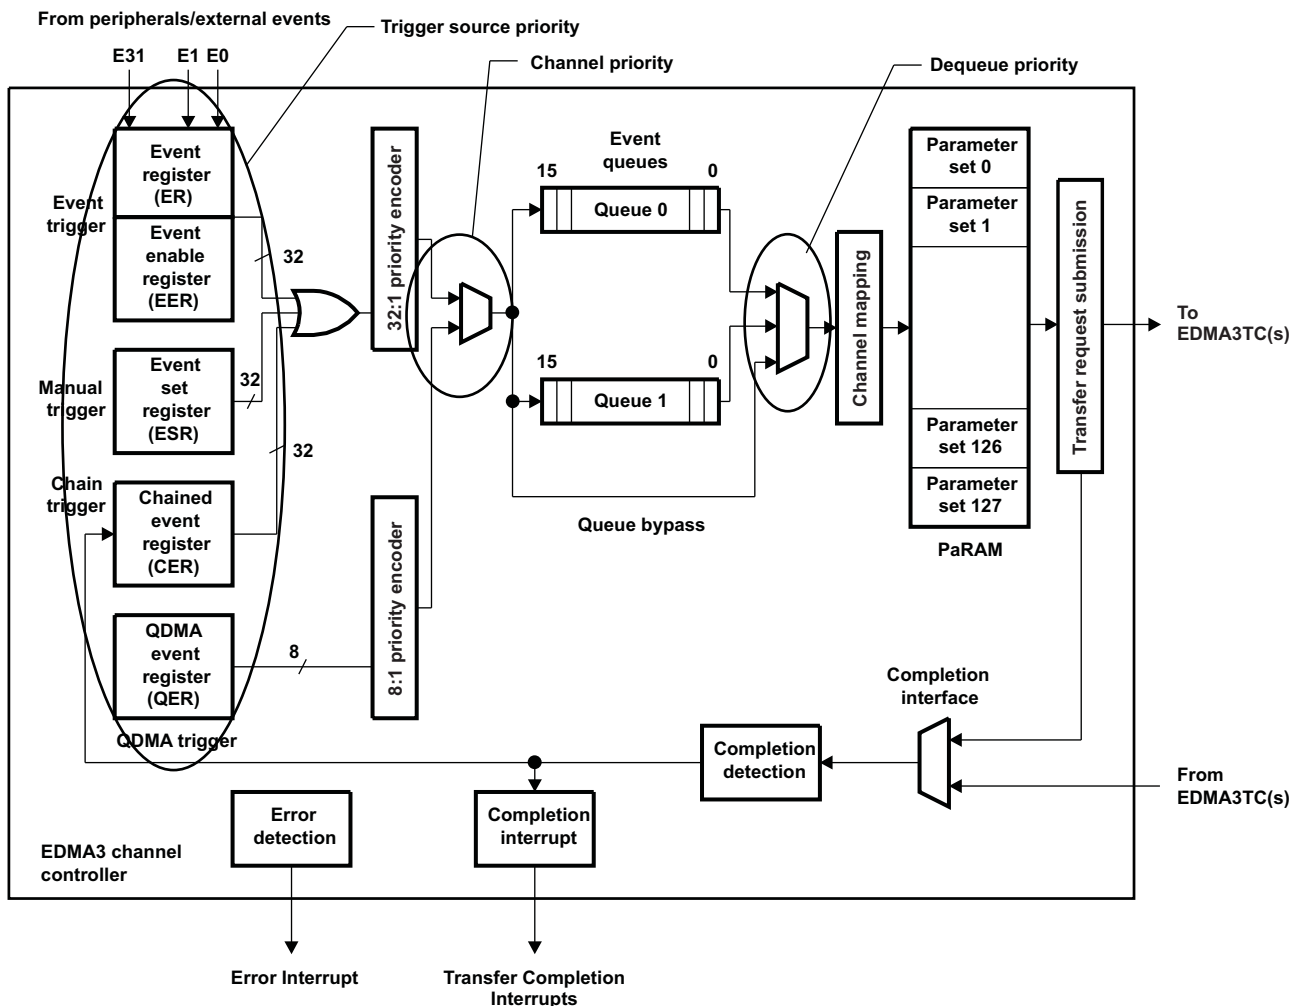 From peripherals/external events
Trigger source priority
Channel priority
Dequeue priority
E31 E1 E0
Event
register
(ER)
Event
trigger
Event
enable
register
(EER)
32
Manual
trigger
Event
set
register
(ESR)
32
32
Chain
trigger
Chained
event
register
(CER)
QDMA
event
register
(QER)
8
QDMA trigger
32:1 priority encoder
8:1 priority encoder
Event
queues
15 0
Queue 0
15 0
Queue 1
Queue bypass
Channel mapping
Parameter
set 0
Parameter
set 1
Parameter
set 126
Parameter
set 127
PaRAM
Transfer request submission
To
EDMA3TC(s)
Completion
interface
From
EDMA3TC(s)
Completion
detection
Error
detection
Completion
interrupt
EDMA3 channel
controller
Error Interrupt
Transfer Completion
Interrupts